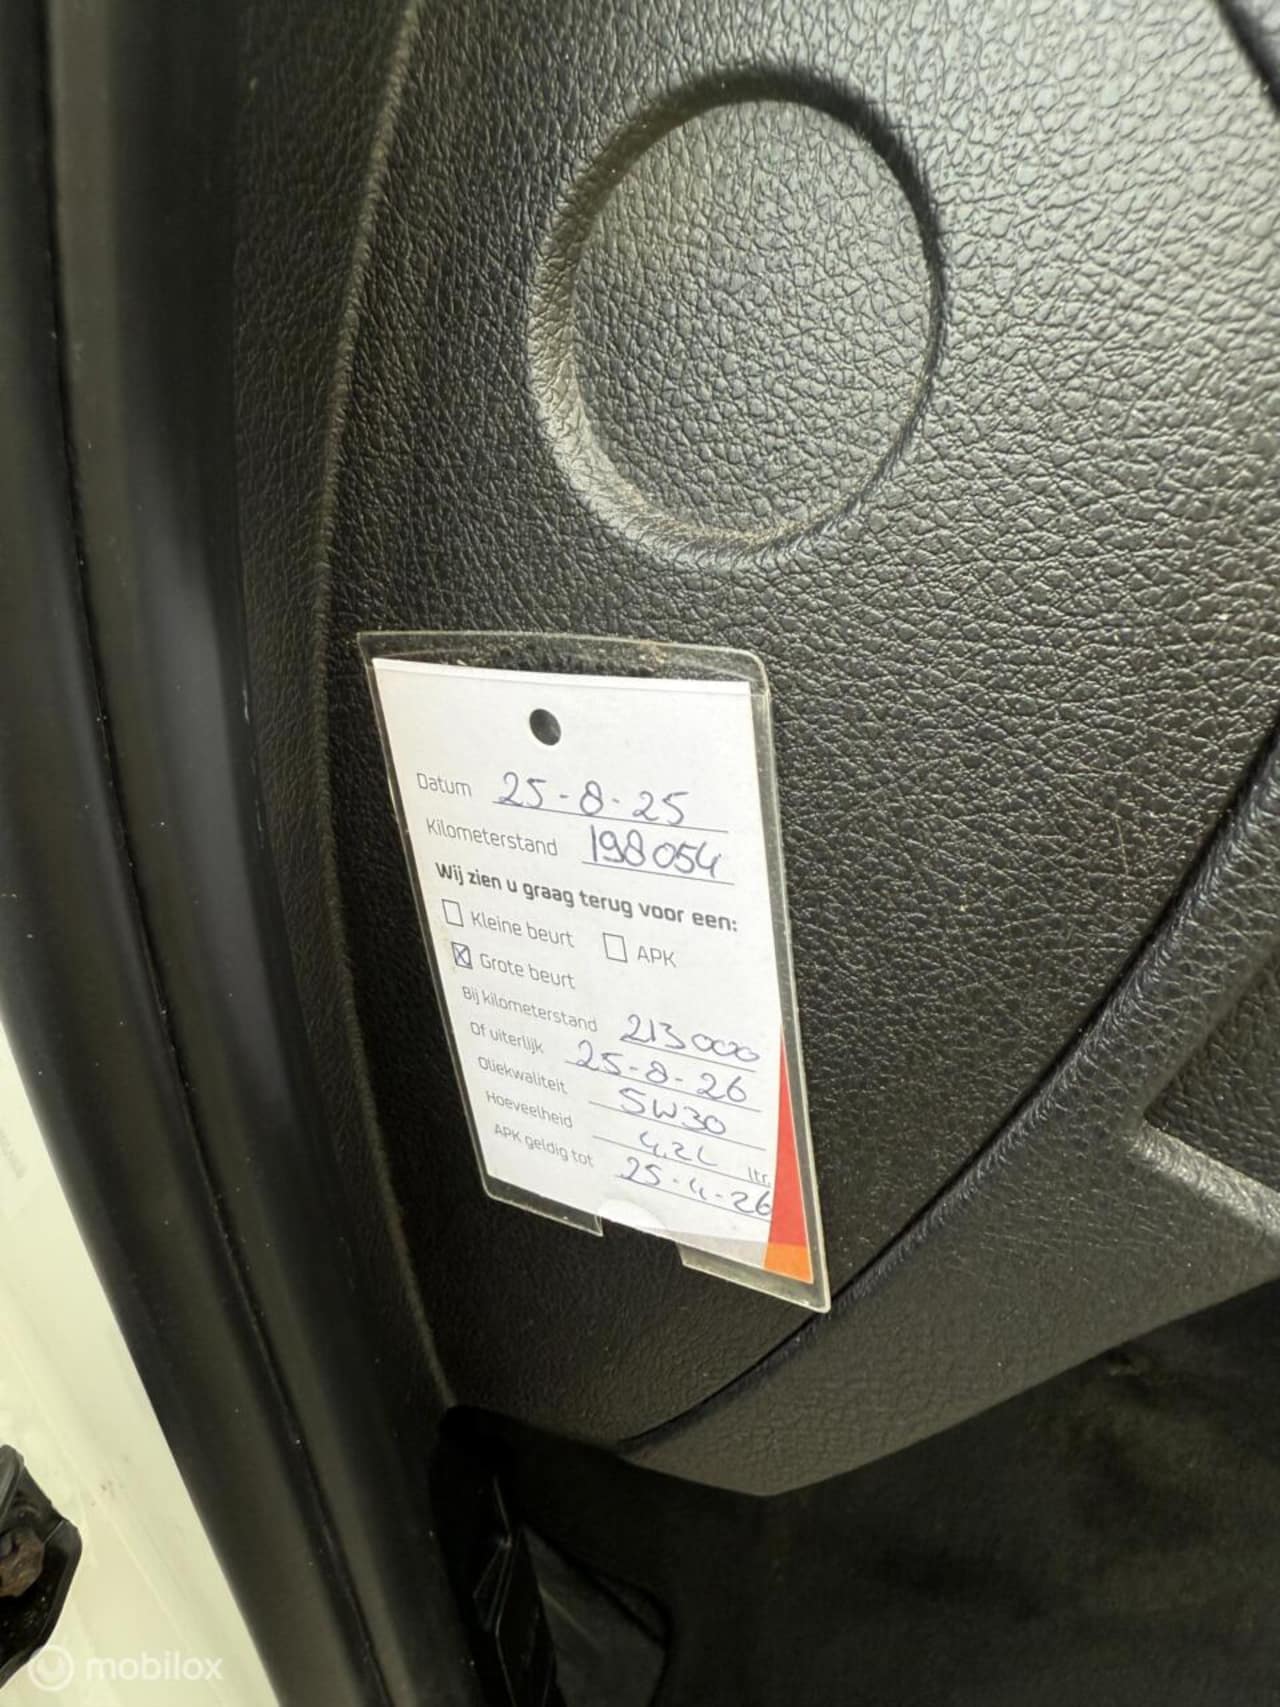 Datum 25-8-25
Kilometerstand 198054
Wij zien u graag terug voor een:
Kleine beurt APK
Grote beurt
Bij kilometerstand 213000
Of uiterlijk 25-8-26
Oliekwaliteit 5W30
Hoeveelheid 4,2L ltr.
APK geldig tot 25-4-26
mobilox